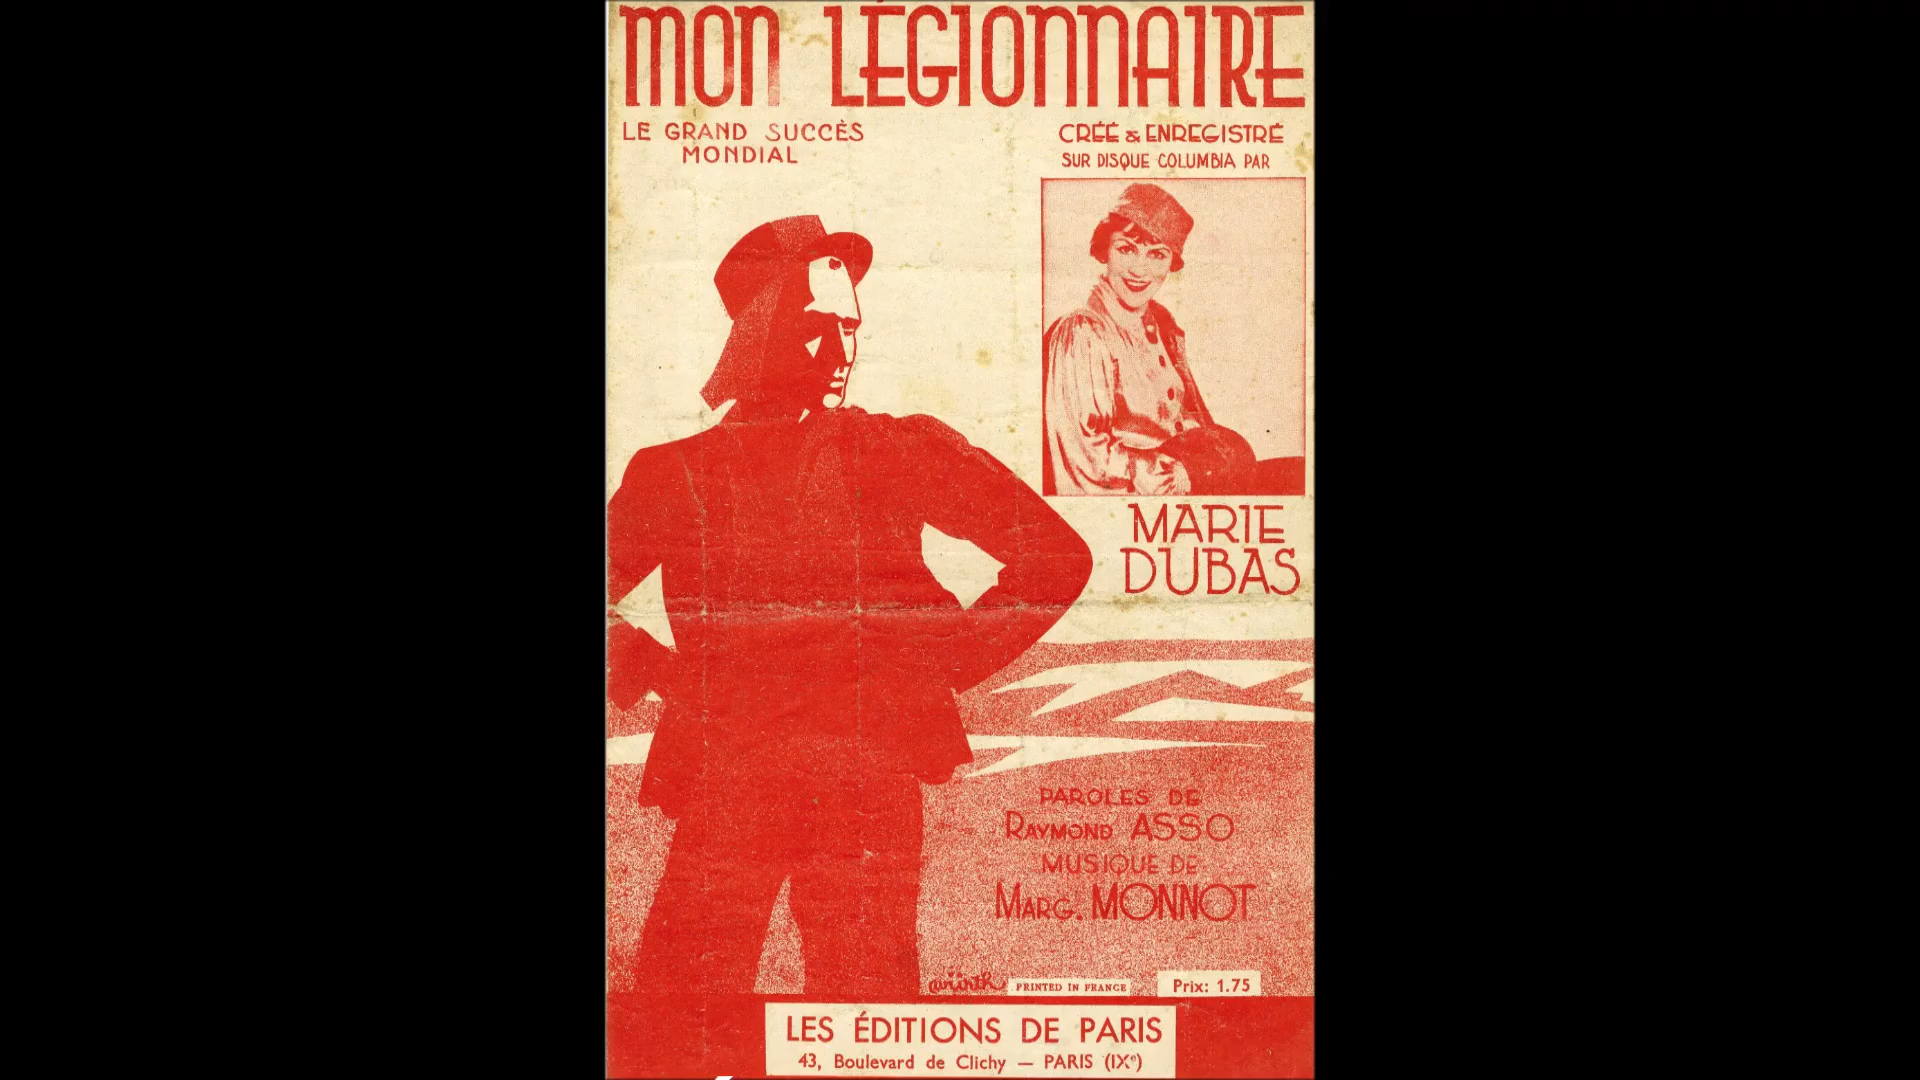 MON LÉGIONNAIRE
LE GRAND SUCCÈS
MONDIAL
CRÉÉ & ENREGISTRÉ
SUR DISQUE COLUMBIA PAR
MARIE
DUBAS
PAROLES DE
RAYMOND ASSO
MUSIQUE DE
MARG. MONNOT
PRINTED IN FRANCE
Prix: 1.75
LES ÉDITIONS DE PARIS
43, Boulevard de Clichy — PARIS (IXe)